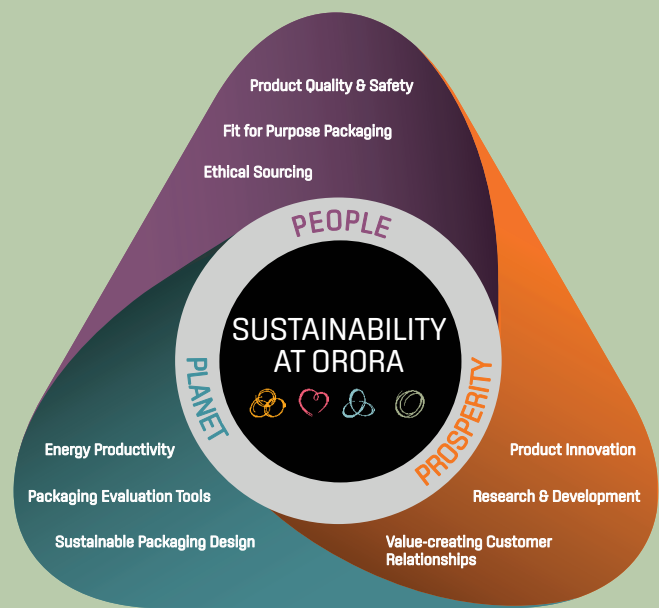 Product Quality & Safety
Fit for Purpose Packaging
Ethical Sourcing
PEOPLE
SUSTAINABILITY
AT ORORA
PLANET
PROSPERITY
Energy Productivity
Packaging Evaluation Tools
Sustainable Packaging Design
Product Innovation
Research & Development
Value-creating Customer
Relationships